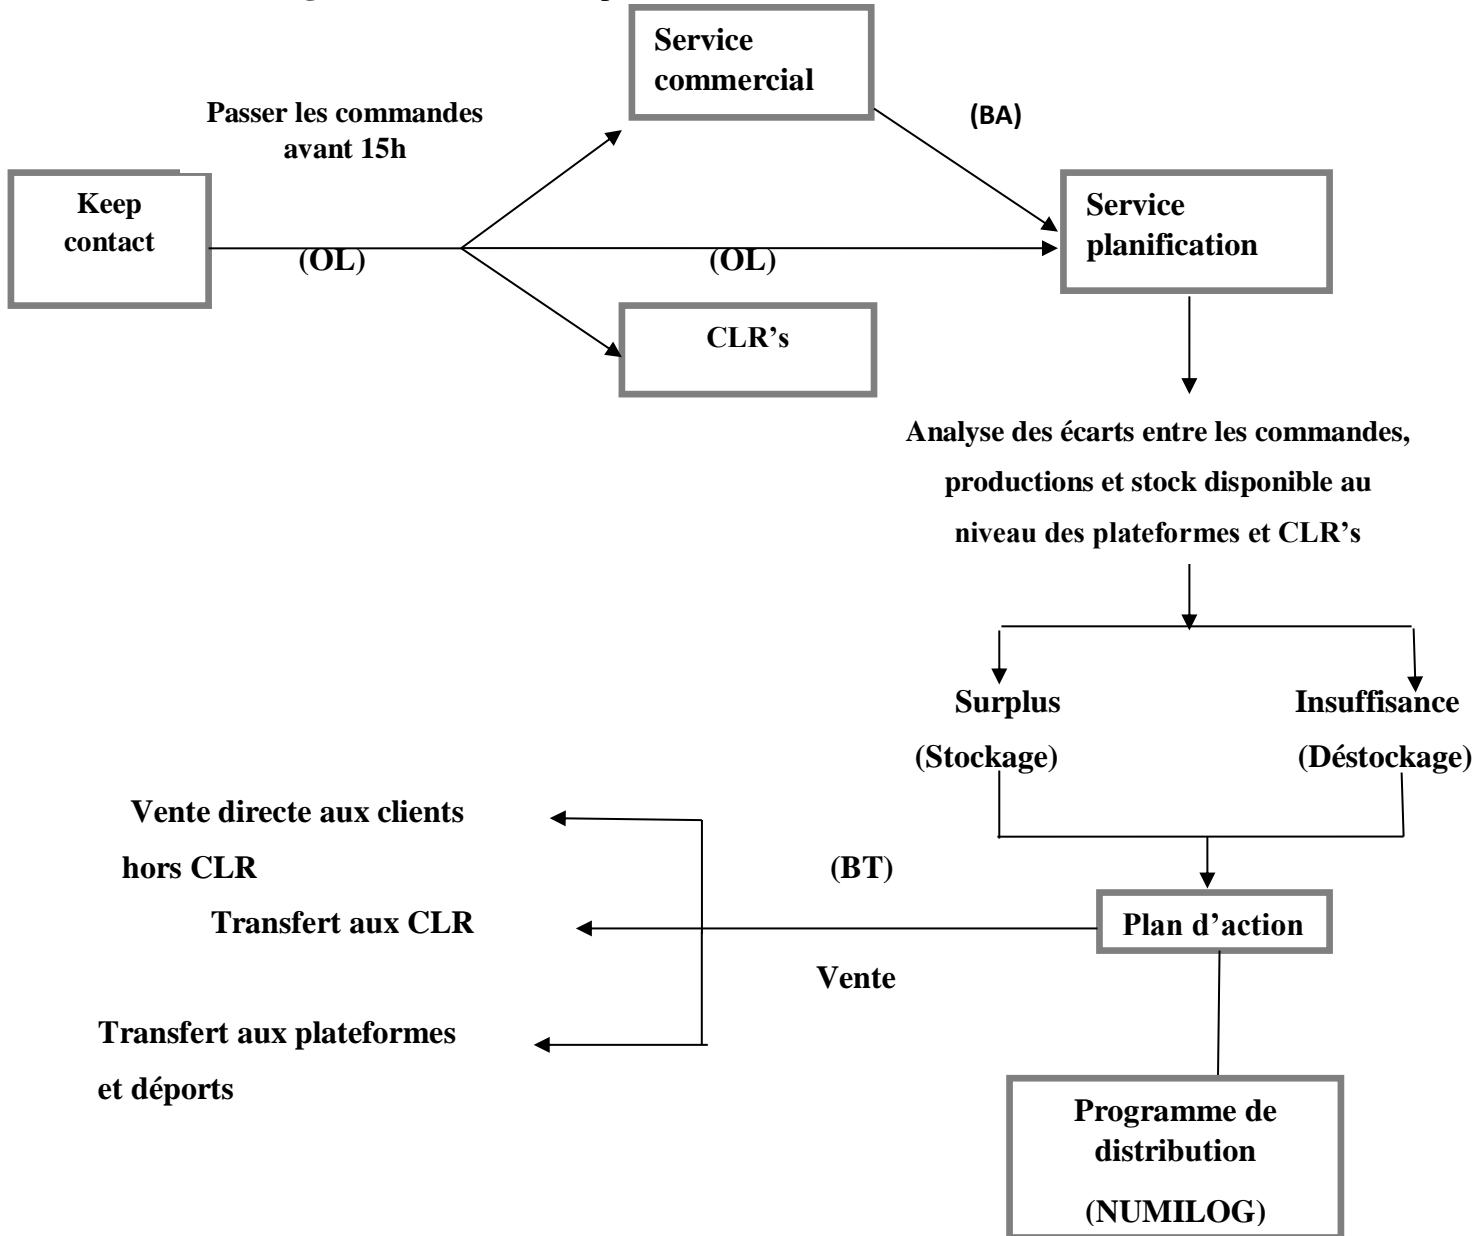 Service
commercial
Passer les commandes
avant 15h
(BA)
Keep
contact
Service
planification
(OL)
(OL)
CLR’s
Analyse des écarts entre les commandes,
productions et stock disponible au
niveau des plateformes et CLR’s
Surplus
(Stockage)
Insuffisance
(Déstockage)
Vente directe aux clients
hors CLR
(BT)
Transfert aux CLR
Plan d’action
Vente
Transfert aux plateformes
et déports
Programme de
distribution
(NUMILOG)